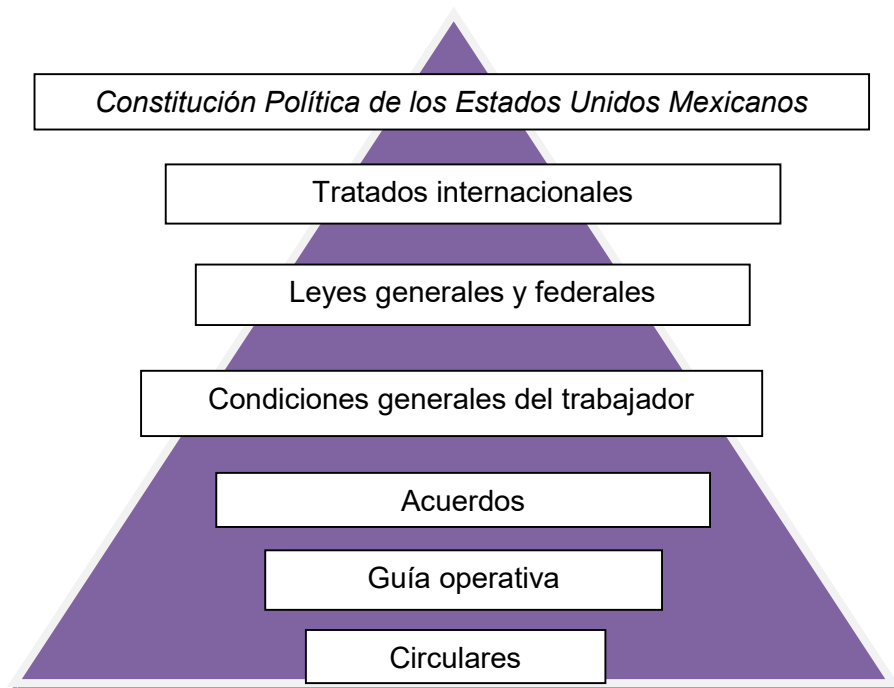 Constitución Política de los Estados Unidos Mexicanos
Tratados internacionales
Leyes generales y federales
Condiciones generales del trabajador
Acuerdos
Guía operativa
Circulares